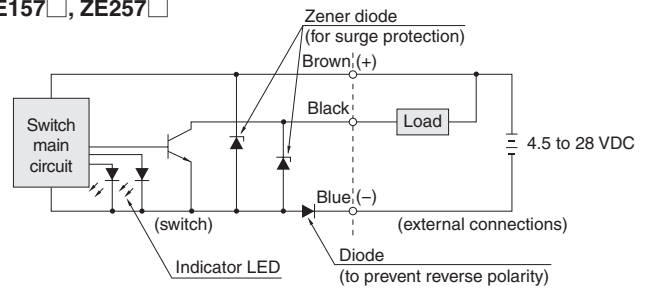 E157□, ZE257□
Zener diode
(for surge protection)
Brown (+)
Black
Load
Switch
main
circuit
4.5 to 28 VDC
Blue (−)
(switch)
(external connections)
Indicator LED
Diode
(to prevent reverse polarity)